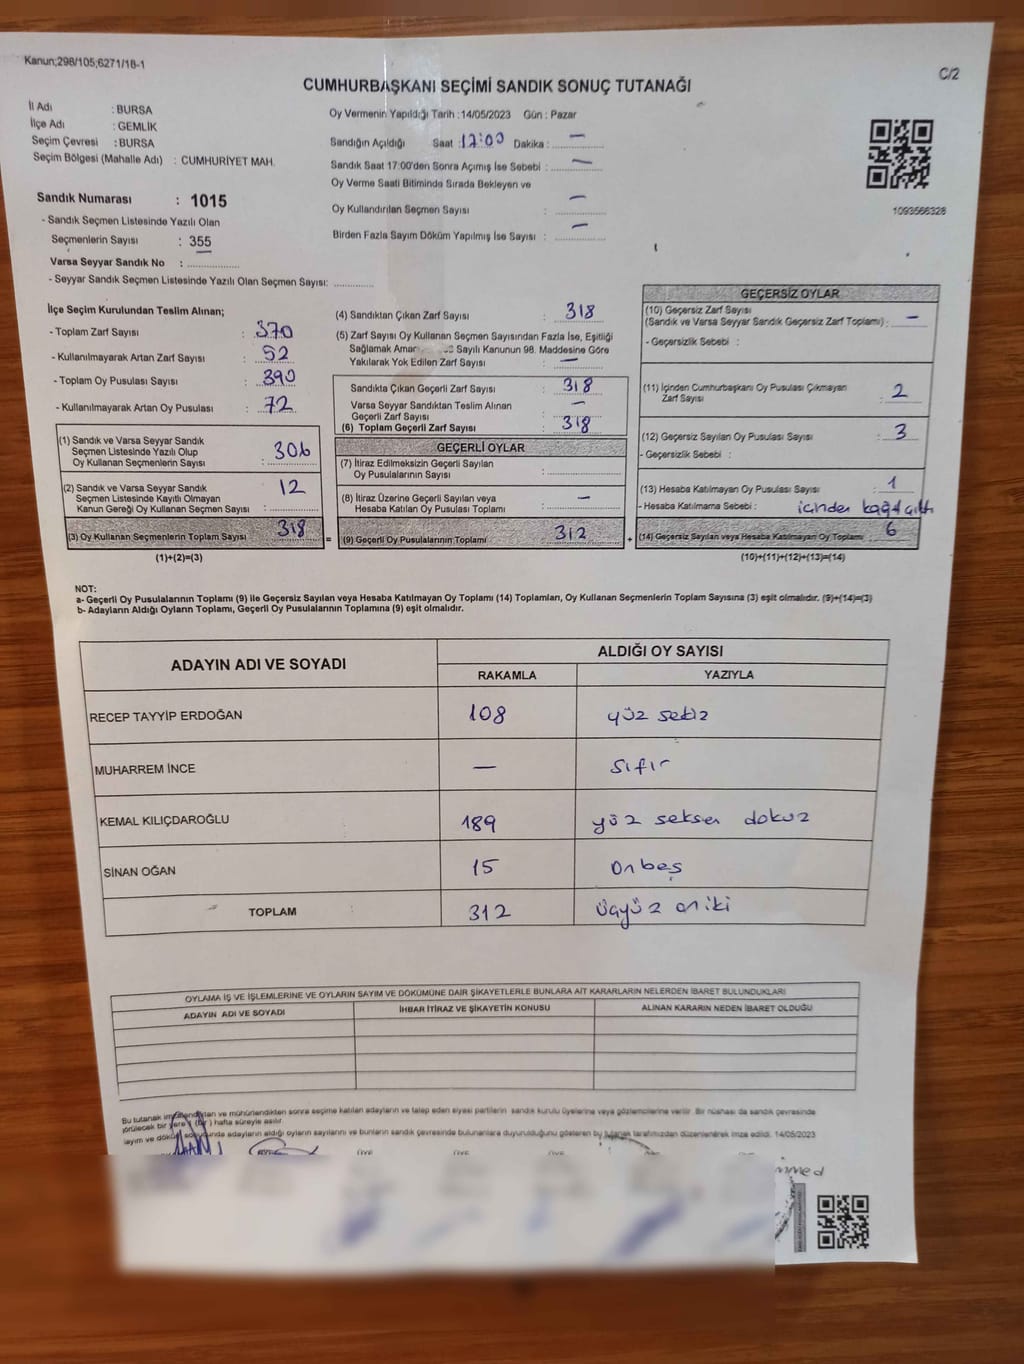 Kanun;298/105;6271/18-1
C/2
CUMHURBAŞKANI SEÇİMİ SANDIK SONUÇ TUTANAĞI
İl Adı : BURSA
İlçe Adı : GEMLİK
Seçim Çevresi : BURSA
Seçim Bölgesi (Mahalle Adı) : CUMHURİYET MAH.
Sandık Numarası : 1015
- Sandık Seçmen Listesinde Yazılı Olan
Seçmenlerin Sayısı : 355
Varsa Seyyar Sandık No :
- Seyyar Sandık Seçmen Listesinde Yazılı Olan Seçmen Sayısı:
Oy Vermenin Yapıldığı Tarih : 14/05/2023 Gün : Pazar
Sandığın Açıldığı Saat : 17:00 Dakika : —
Sandık Saat 17:00'den Sonra Açımış İse Sebebi : —
Oy Verme Saati Bitiminde Sırada Bekleyen ve
Oy Kullandırılan Seçmen Sayısı : —
Birden Fazla Sayım Döküm Yapılmış İse Sayısı : —
1093566328
İlçe Seçim Kurulundan Teslim Alınan;
- Toplam Zarf Sayısı : 370
- Kullanılmayarak Artan Zarf Sayısı : 52
- Toplam Oy Pusulası Sayısı : 390
- Kullanılmayarak Artan Oy Pusulası : 72
(1) Sandık ve Varsa Seyyar Sandık
Seçmen Listesinde Yazılı Olup
Oy Kullanan Seçmenlerin Sayısı : 306
(2) Sandık ve Varsa Seyyar Sandık
Seçmen Listesinde Kayıtlı Olmayan
Kanun Gereği Oy Kullanan Seçmen Sayısı : 12
(3) Oy Kullanan Seçmenlerin Toplam Sayısı 318
(1)+(2)=(3)
(4) Sandıktan Çıkan Zarf Sayısı : 318
(5) Zarf Sayısı Oy Kullanan Seçmen Sayısından Fazla İse, Eşitliği
Sağlamak Sayılı Kanunun 98. Maddesine Göre
Yakılarak Yok Edilen Zarf Sayısı : —
Sandıkta Çıkan Geçerli Zarf Sayısı : 318
Varsa Seyyar Sandıktan Teslim Alınan
Geçerli Zarf Sayısı : —
(6) Toplam Geçerli Zarf Sayısı : 318
GEÇERLİ OYLAR
(7) İtiraz Edilmeksizin Geçerli Sayılan
Oy Pusulalarının Sayısı :
(8) İtiraz Üzerine Geçerli Sayılan veya
Hesaba Katılan Oy Pusulası Toplamı : —
= (9) Geçerli Oy Pusulalarının Toplamı 312
GEÇERSİZ OYLAR
(10) Geçersiz Zarf Sayısı
(Sandık ve Varsa Seyyar Sandık Geçersiz Zarf Toplamı) : —
- Geçersizlik Sebebi :
(11) İçinden Cumhurbaşkanı Oy Pusulası Çıkmayan
Zarf Sayısı : 2
(12) Geçersiz Sayılan Oy Pusulası Sayısı : 3
- Geçersizlik Sebebi :
(13) Hesaba Katılmayan Oy Pusulası Sayısı : 1
- Hesaba Katılmama Sebebi : içinden kağıt çıktı
+ (14) Geçersiz Sayılan veya Hesaba Katılmayan Oy Toplamı 6
(10)+(11)+(12)+(13)=(14)
NOT:
a- Geçerli Oy Pusulalarının Toplamı (9) ile Geçersiz Sayılan veya Hesaba Katılmayan Oy Toplamı (14) Toplamları, Oy Kullanan Seçmenlerin Toplam Sayısına (3) eşit olmalıdır. (9)+(14)=(3)
b- Adayların Aldığı Oyların Toplamı, Geçerli Oy Pusulalarının Toplamına (9) eşit olmalıdır.
ADAYIN ADI VE SOYADI ALDIĞI OY SAYISI
RAKAMLA YAZIYLA
RECEP TAYYİP ERDOĞAN 108 yüz sekiz
MUHARREM İNCE — sıfır
KEMAL KILIÇDAROĞLU 189 yüz seksen dokuz
SİNAN OĞAN 15 onbeş
TOPLAM 312 üçyüz oniki
OYLAMA İŞ VE İŞLEMLERİNE VE OYLARIN SAYIM VE DÖKÜMÜNE DAİR ŞİKAYETLERLE BUNLARA AİT KARARLARIN NELERDEN İBARET BULUNDUKLARI
ADAYIN ADI VE SOYADI İHBAR İTİRAZ VE ŞİKAYETİN KONUSU ALINAN KARARIN NEDEN İBARET OLDUĞU
Bu tutanak ve mühürlendikten sonra seçime katılan adayların ve talep eden siyasi partilerin sandık kurulu üyelerine veya gözlemcilerine verilir. Bir nüshası da sandık çevresinde
görülecek bir yere (bir) hafta süreyle asılır.
sayım ve döküm sonucunda adayların aldığı oyların sayılarını ve bunların sandık çevresinde bulunanlara duyurulduğunu gösteren bu tutanak tarafımızdan düzenlenerek imza edildi. 14/05/2023